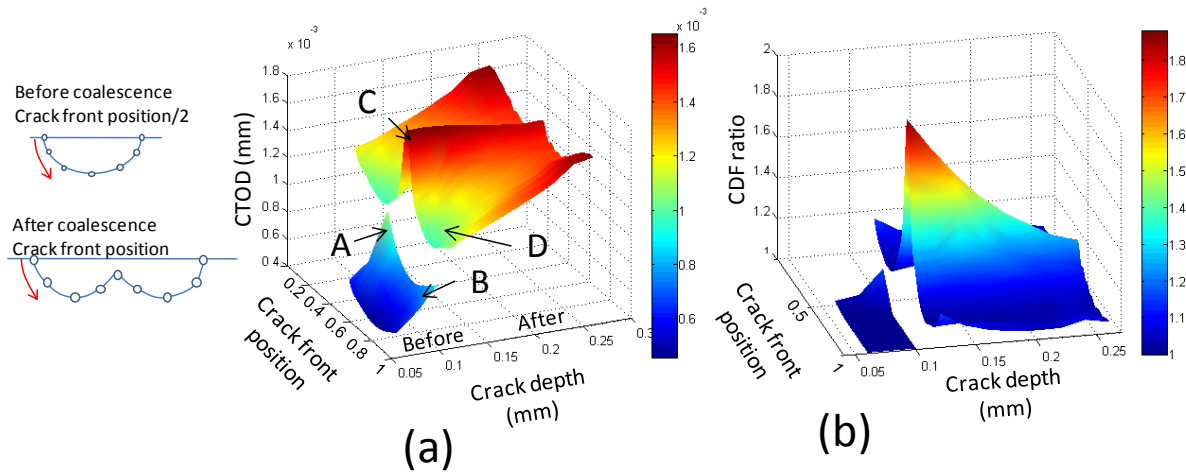 Before coalescence
Crack front position/2
After coalescence
Crack front position
x 10⁻³
1.8
1.6
1.4
1.2
1
0.8
0.6
0.4
CTOD (mm)
C
A
B
D
Before
After
0.2
0.4
0.6
0.8
1
Crack front
position
0.05
0.1
0.15
0.2
0.25
0.3
Crack depth
(mm)
x 10⁻³
1.6
1.4
1.2
1
0.8
0.6
(a)
2
1.8
1.6
1.4
1.2
1
CDF ratio
0.5
1
Crack front
position
0.05
0.1
0.15
0.2
0.25
Crack depth
(mm)
1.8
1.7
1.6
1.5
1.4
1.3
1.2
1.1
1
(b)